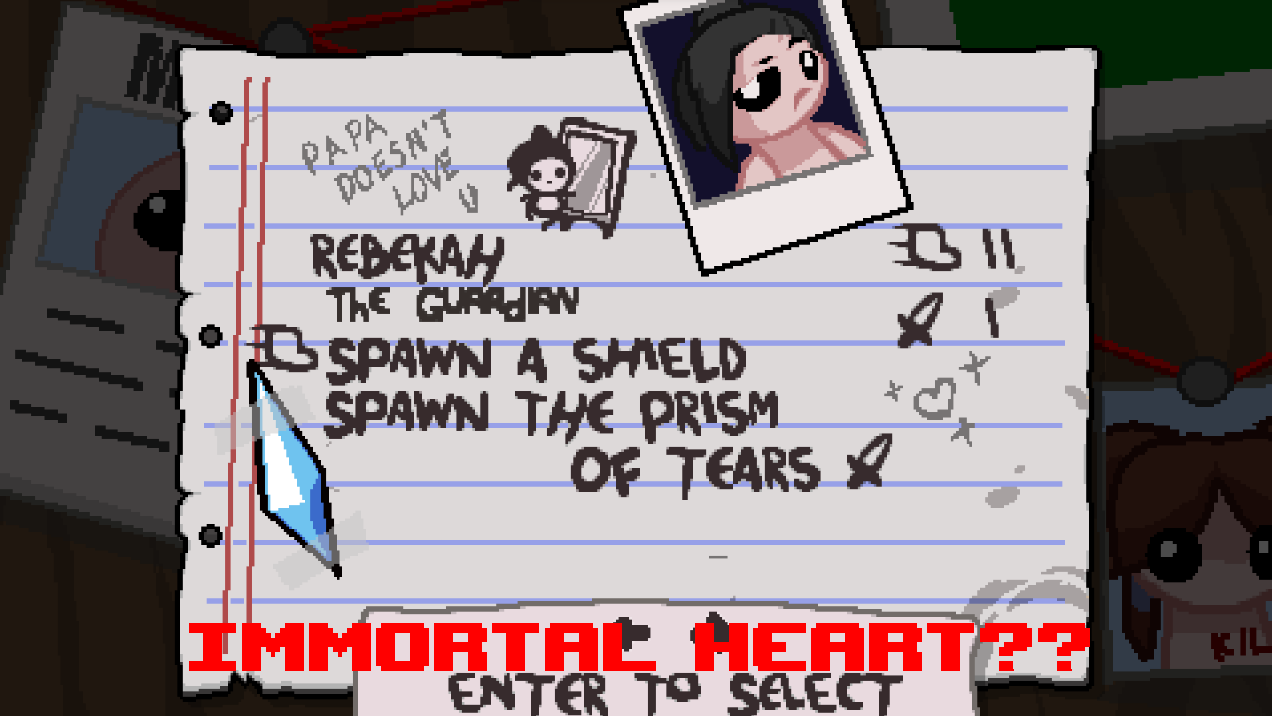 PAPA
DOESN'T
LOVE
U
REBEKAH
THE GUARDIAN
SPAWN A SHIELD
SPAWN THE PRISM
OF TEARS
KIL
IMMORTAL HEART??
ENTER TO SELECT